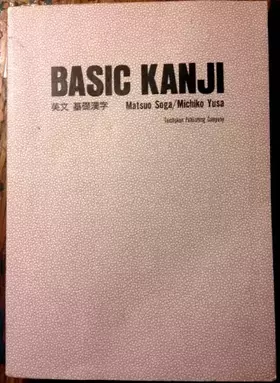 BASIC KANJI
英文 基礎漢字 Matsuo Soga/Michiko Yusa
Taishukan Publishing Company